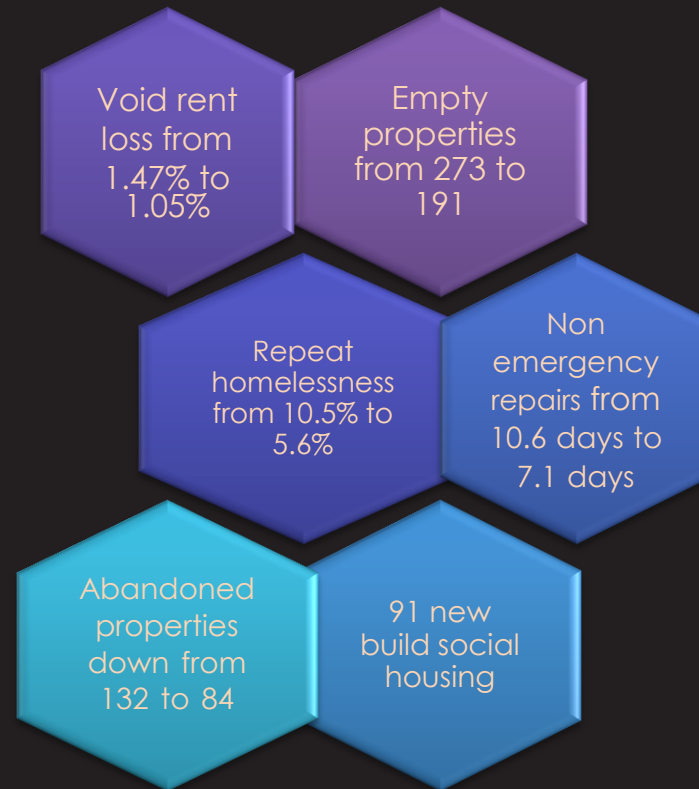 Void rent
loss from
1.47% to
1.05%
Empty
properties
from 273 to
191
Repeat
homelessness
from 10.5% to
5.6%
Non
emergency
repairs from
10.6 days to
7.1 days
Abandoned
properties
down from
132 to 84
91 new
build social
housing